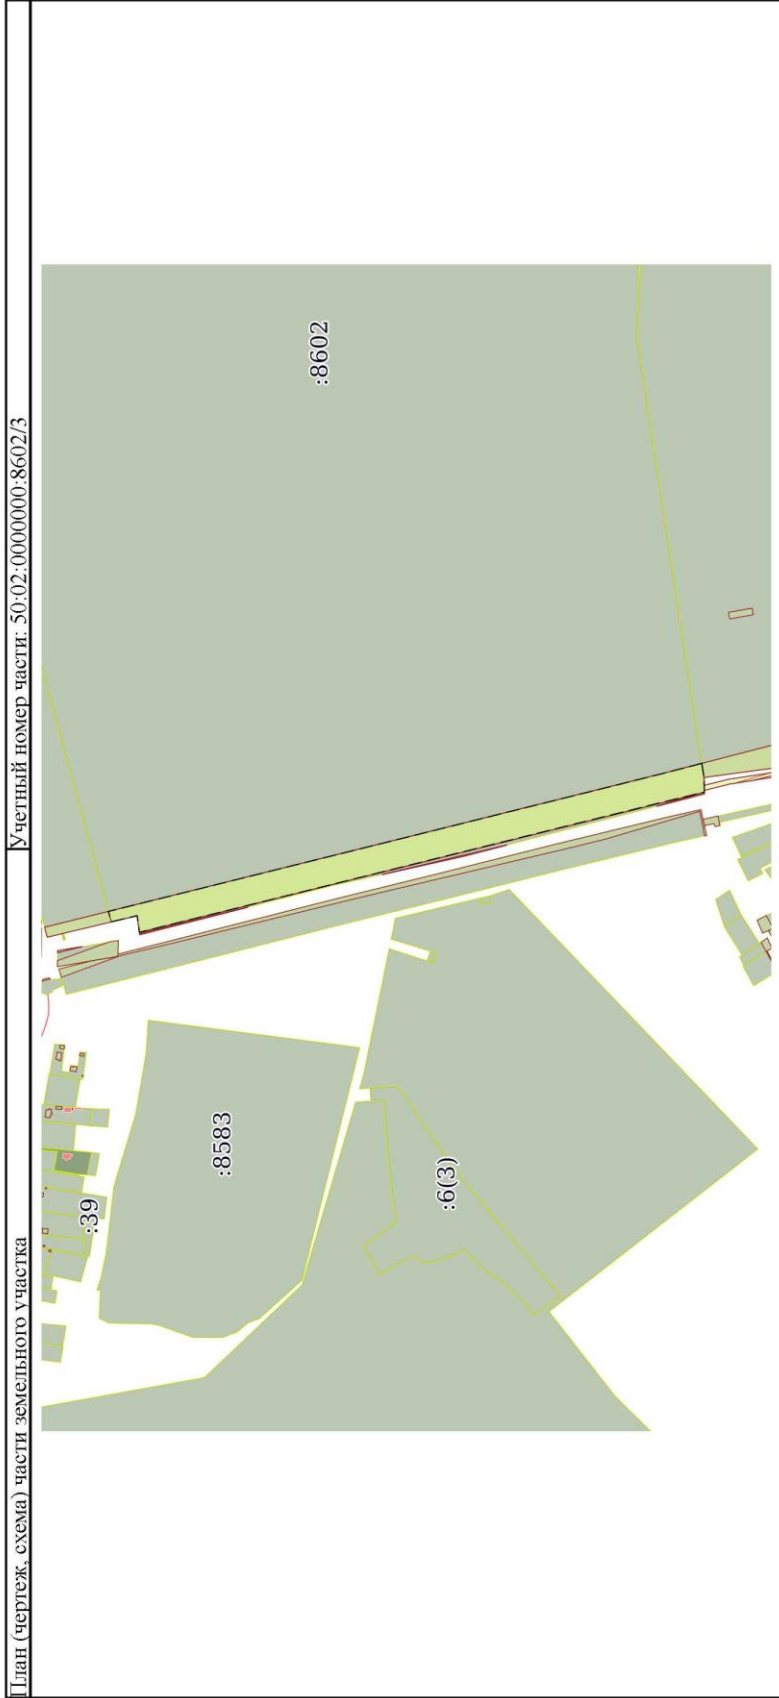 План (чертеж, схема) части земельного участка
Учетный номер части: 50:02:0000000:8602/3
:39
:8583
:6(3)
:8602